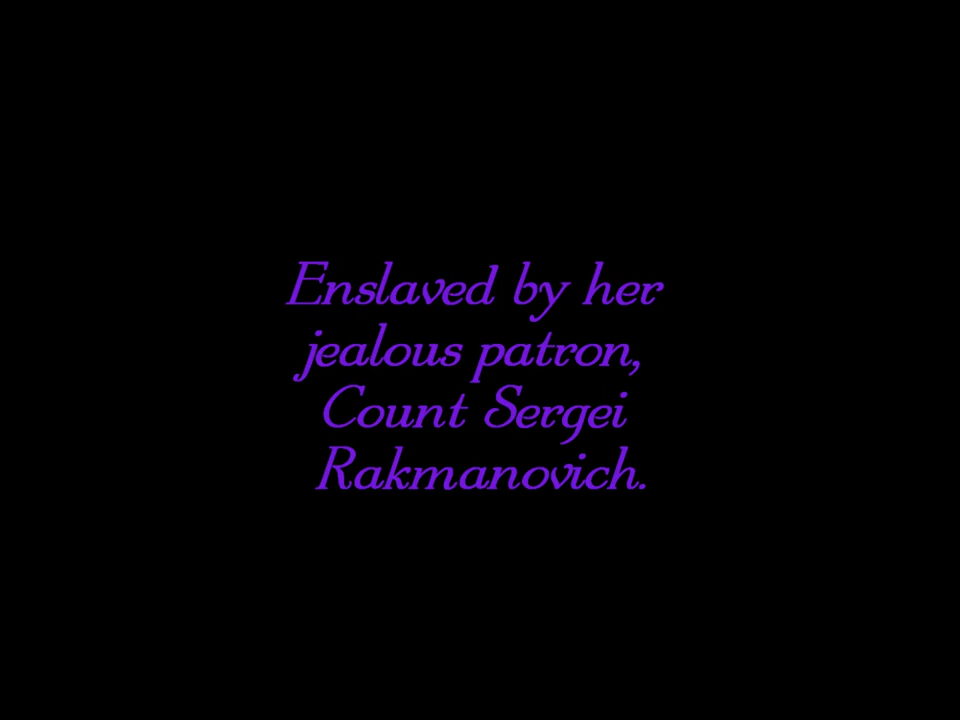 Enslaved by her
jealous patron,
Count Sergei
Rakmanovich.